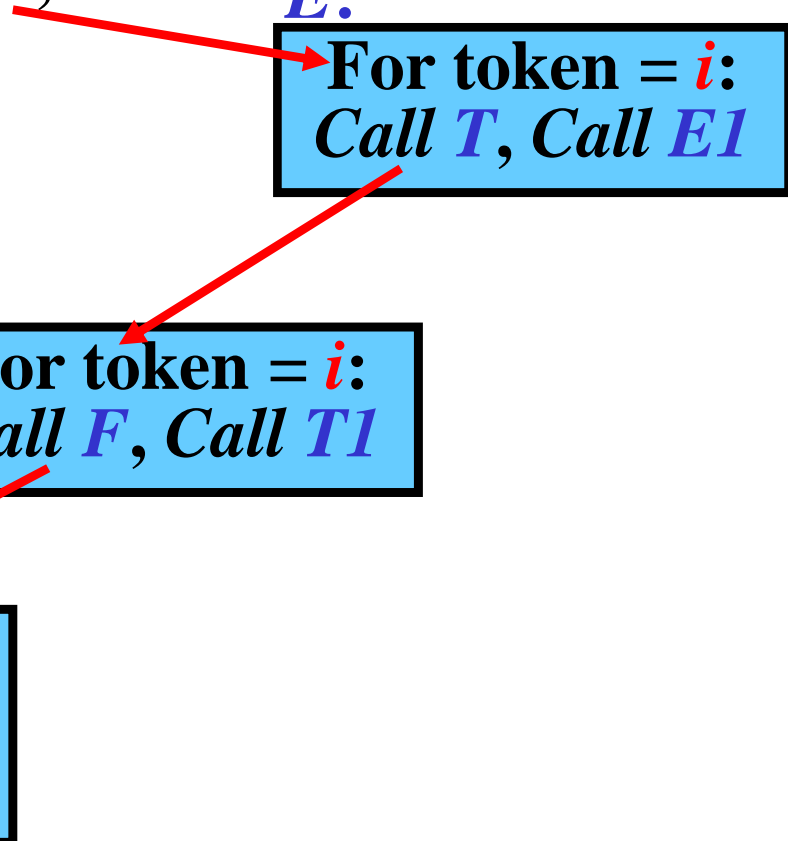 E:
For token = i:
Call T, Call E1
or token = i:
all F, Call T1